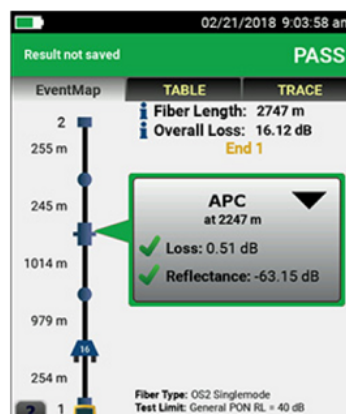 02/21/2018 9:03:58 am
Result not saved
PASS
EventMap
TABLE
TRACE
Fiber Length: 2747 m
Overall Loss: 16.12 dB
End 1
2
255 m
245 m
APC
at 2247 m
Loss: 0.51 dB
Reflectance: -63.15 dB
1014 m
979 m
16
254 m
2
1
Fiber Type: OS2 Singlemode
Test Limit: General PON RL = 40 dB